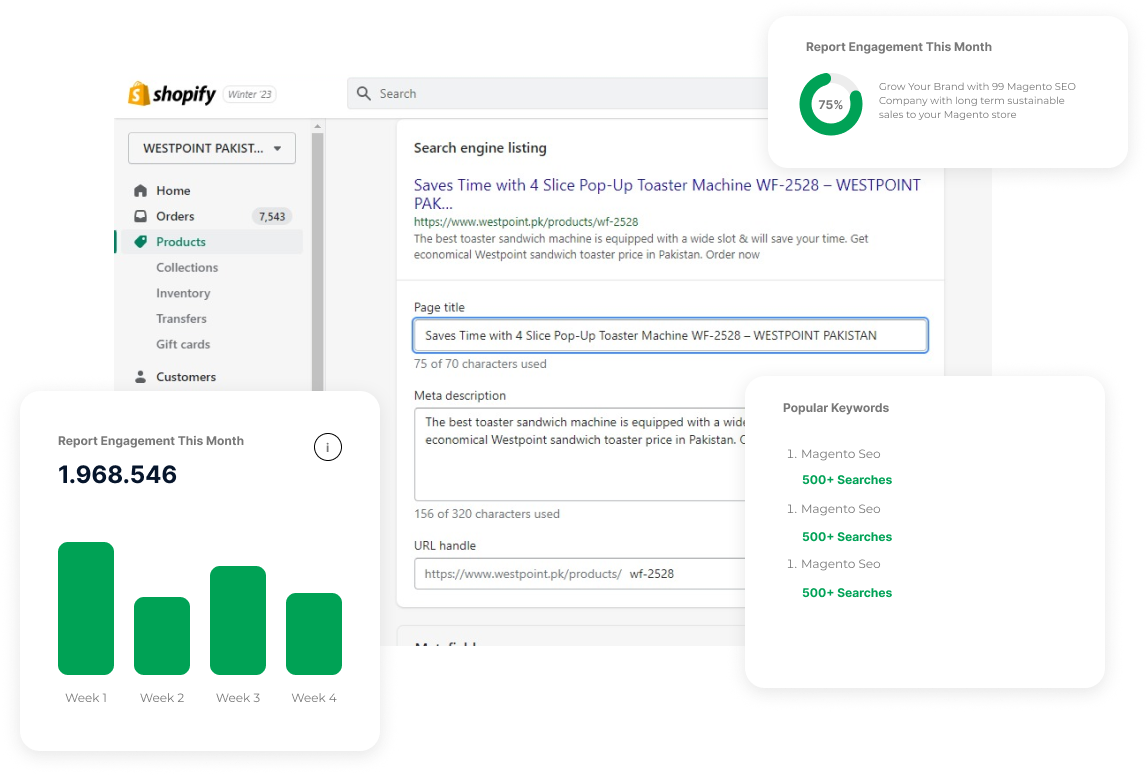 shopify
Winter '23
Search
WESTPOINT PAKIST...
Home
Orders
7,543
Products
Collections
Inventory
Transfers
Gift cards
Customers
Search engine listing
Saves Time with 4 Slice Pop-Up Toaster Machine WF-2528 – WESTPOINT
PAK...
https://www.westpoint.pk/products/wf-2528
The best toaster sandwich machine is equipped with a wide slot & will save your time. Get
economical Westpoint sandwich toaster price in Pakistan. Order now
Page title
Saves Time with 4 Slice Pop-Up Toaster Machine WF-2528 – WESTPOINT PAKISTAN
75 of 70 characters used
Meta description
The best toaster sandwich machine is equipped with a
economical Westpoint sandwich toaster price in Pakistan.
156 of 320 characters used
URL handle
https://www.westpoint.pk/products/ wf-2528
Report Engagement This Month
75%
Grow Your Brand with 99 Magento SEO
Company with long term sustainable
sales to your Magento store
Report Engagement This Month
i
1.968.546
Week 1
Week 2
Week 3
Week 4
Popular Keywords
1. Magento Seo
500+ Searches
1. Magento Seo
500+ Searches
1. Magento Seo
500+ Searches